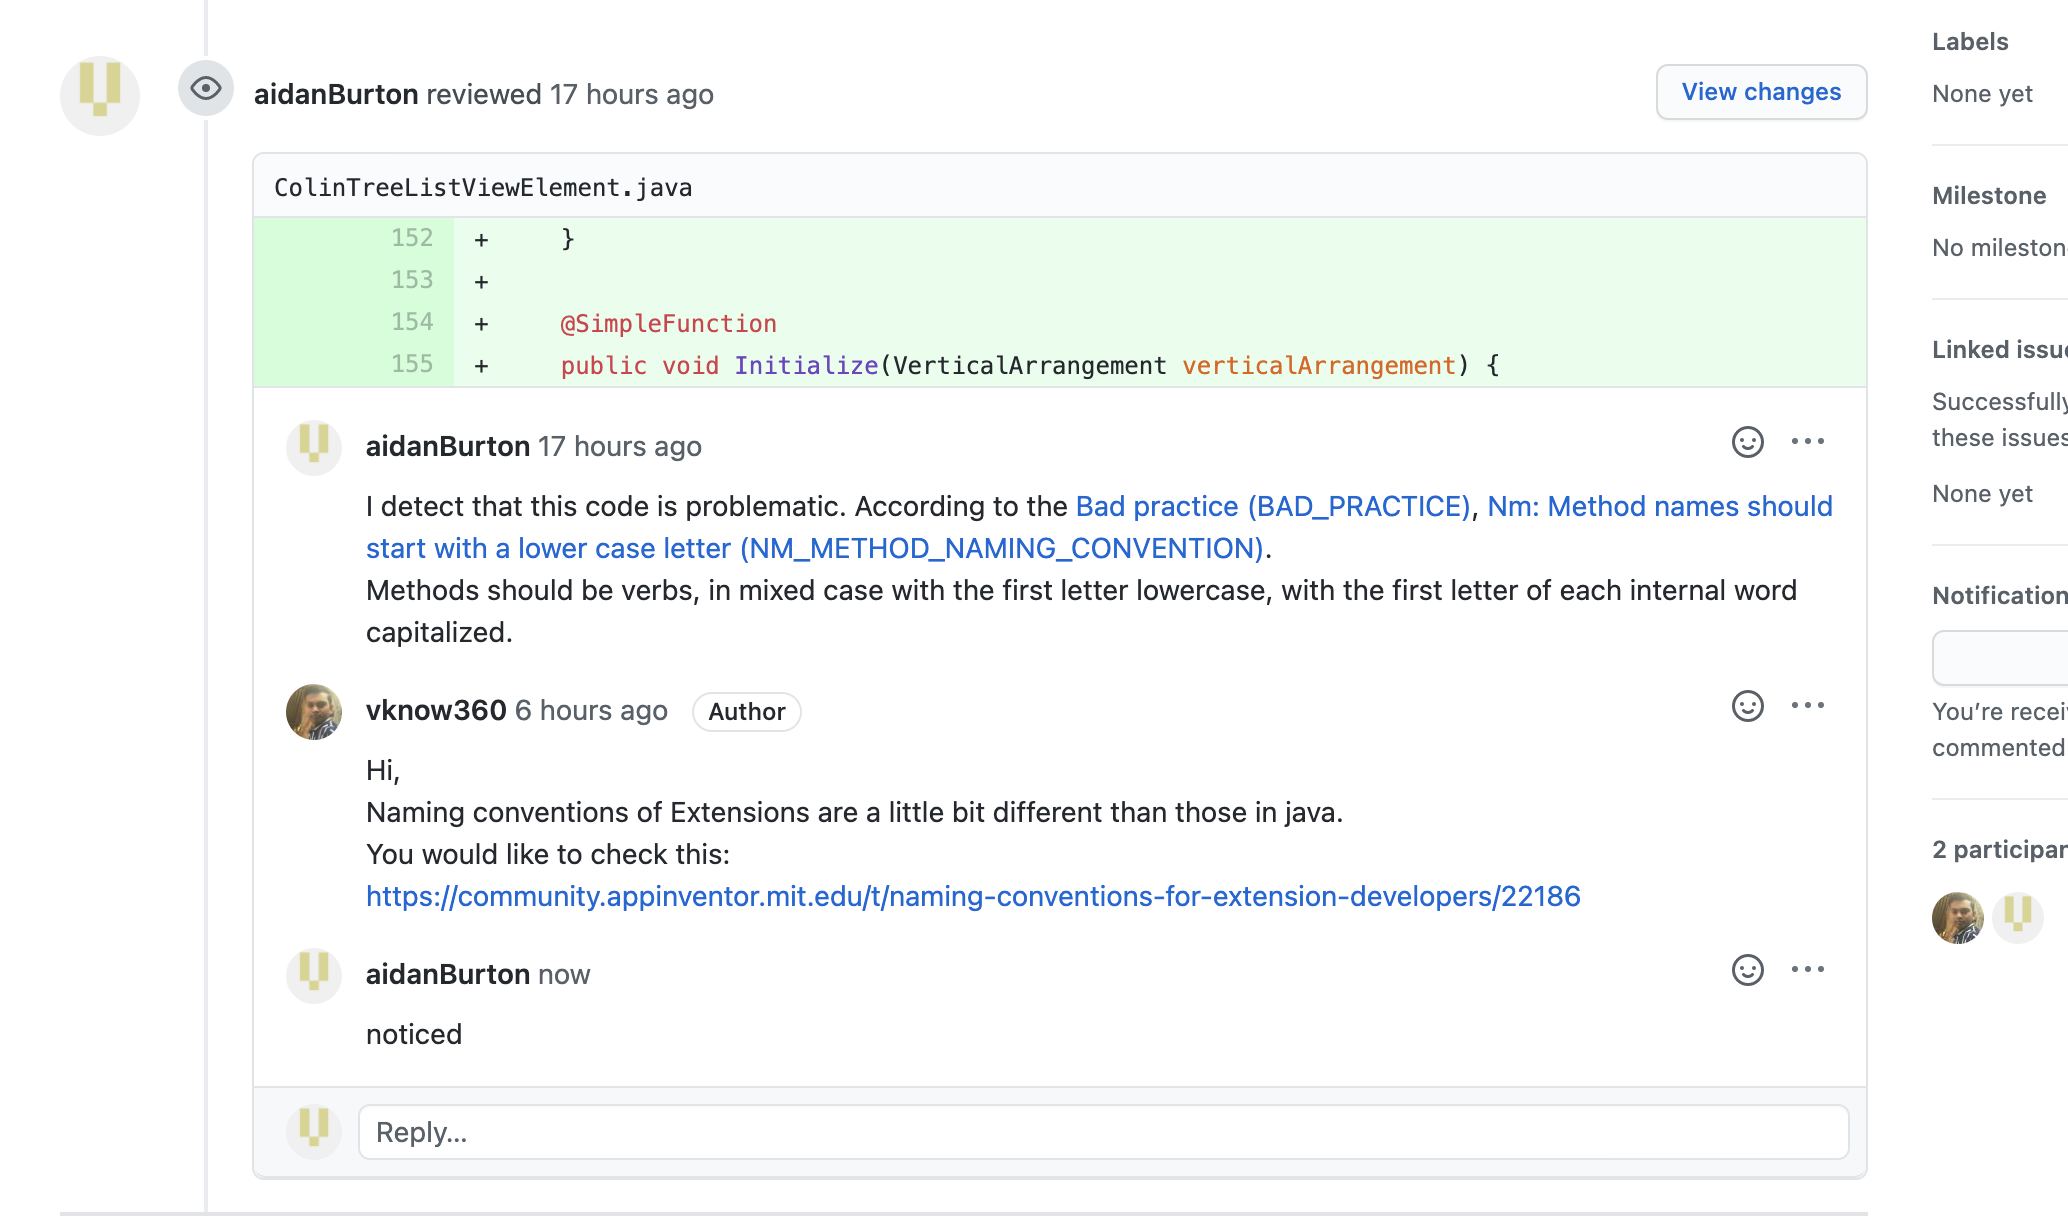 aidanBurton reviewed 17 hours ago
View changes
ColinTreeListViewElement.java
152 + }
153 +
154 + @SimpleFunction
155 + public void Initialize(VerticalArrangement verticalArrangement) {
aidanBurton 17 hours ago
I detect that this code is problematic. According to the Bad practice (BAD_PRACTICE), Nm: Method names should
start with a lower case letter (NM_METHOD_NAMING_CONVENTION).
Methods should be verbs, in mixed case with the first letter lowercase, with the first letter of each internal word
capitalized.
vknow360 6 hours ago Author
Hi,
Naming conventions of Extensions are a little bit different than those in java.
You would like to check this:
https://community.appinventor.mit.edu/t/naming-conventions-for-extension-developers/22186
aidanBurton now
noticed
Reply...
Labels
None yet
Milestone
No mileston
Linked issu
Successfully
these issues
None yet
Notification
You're recei
commented
2 participan